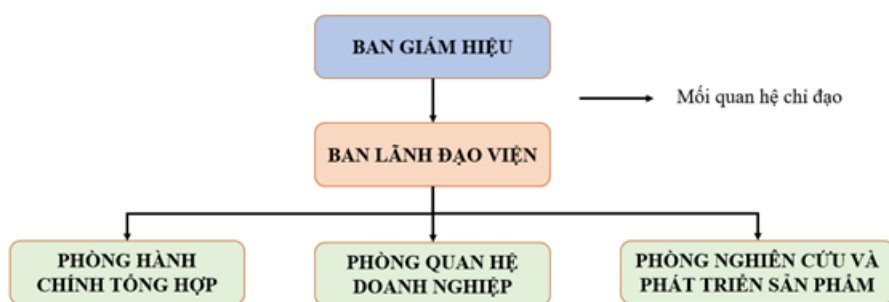 BAN GIÁM HIỆU
Mối quan hệ chỉ đạo
BAN LÃNH ĐẠO VIỆN
PHÒNG HÀNH
CHÍNH TỔNG HỢP
PHÒNG QUAN HỆ
DOANH NGHIỆP
PHÒNG NGHIÊN CỨU VÀ
PHÁT TRIỂN SẢN PHẨM